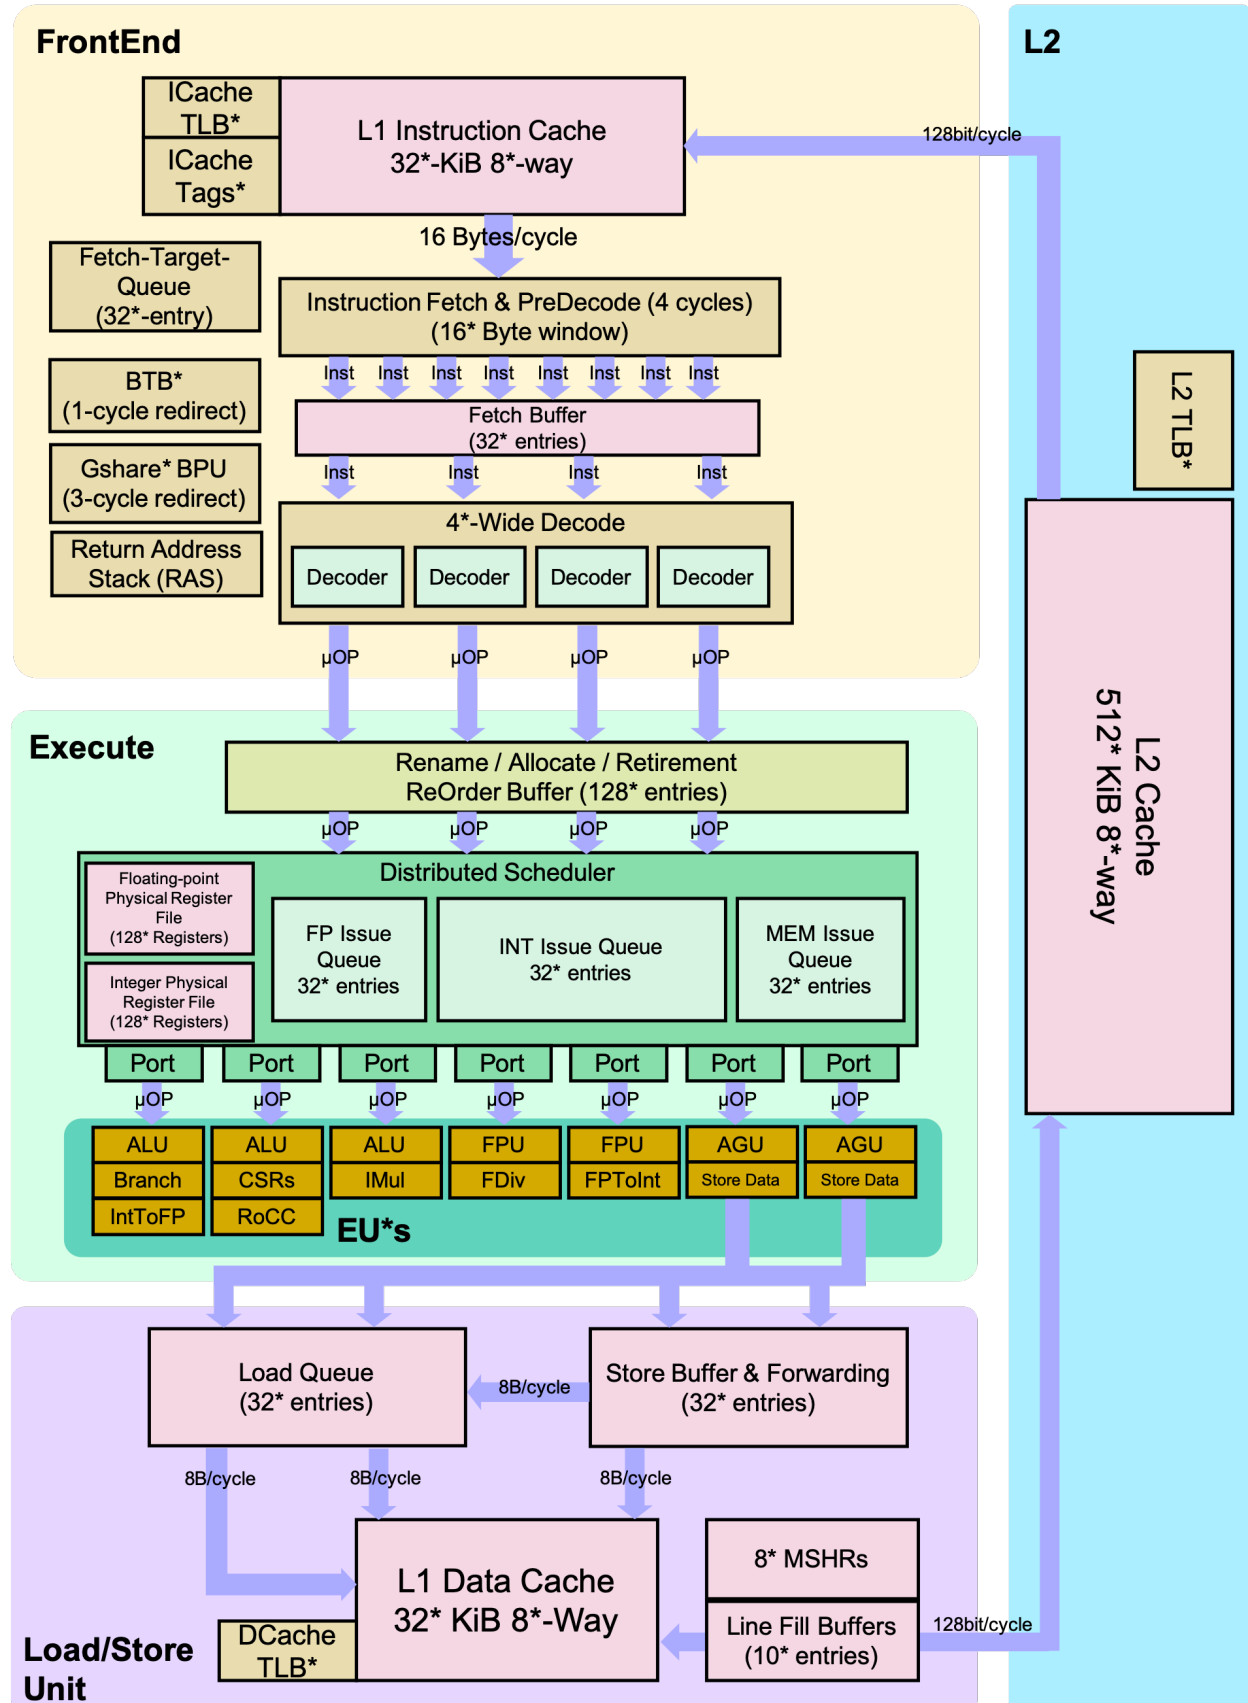 FrontEnd
L2
ICache
TLB*
ICache
Tags*
L1 Instruction Cache
32*-KiB 8*-way
128bit/cycle
16 Bytes/cycle
Fetch-Target-
Queue
(32*-entry)
Instruction Fetch & PreDecode (4 cycles)
(16* Byte window)
Inst Inst Inst Inst Inst Inst Inst Inst
BTB*
(1-cycle redirect)
Fetch Buffer
(32* entries)
L2 TLB*
Inst Inst Inst Inst
Gshare* BPU
(3-cycle redirect)
Return Address
Stack (RAS)
4*-Wide Decode
Decoder Decoder Decoder Decoder
µOP µOP µOP µOP
L2 Cache
512* KiB 8*-way
Execute
Rename / Allocate / Retirement
ReOrder Buffer (128* entries)
µOP µOP µOP µOP
Distributed Scheduler
Floating-point
Physical Register
File
(128* Registers)
Integer Physical
Register File
(128* Registers)
FP Issue
Queue
32* entries
INT Issue Queue
32* entries
MEM Issue
Queue
32* entries
Port Port Port Port Port Port Port
µOP µOP µOP µOP µOP µOP µOP
ALU
Branch
IntToFP
ALU
CSRs
RoCC
ALU
IMul
FPU
FDiv
FPU
FPToInt
AGU
Store Data
AGU
Store Data
EU*s
Load Queue
(32* entries)
8B/cycle
Store Buffer & Forwarding
(32* entries)
8B/cycle 8B/cycle 8B/cycle
L1 Data Cache
32* KiB 8*-Way
8* MSHRs
Line Fill Buffers
(10* entries)
128bit/cycle
DCache
TLB*
Load/Store
Unit